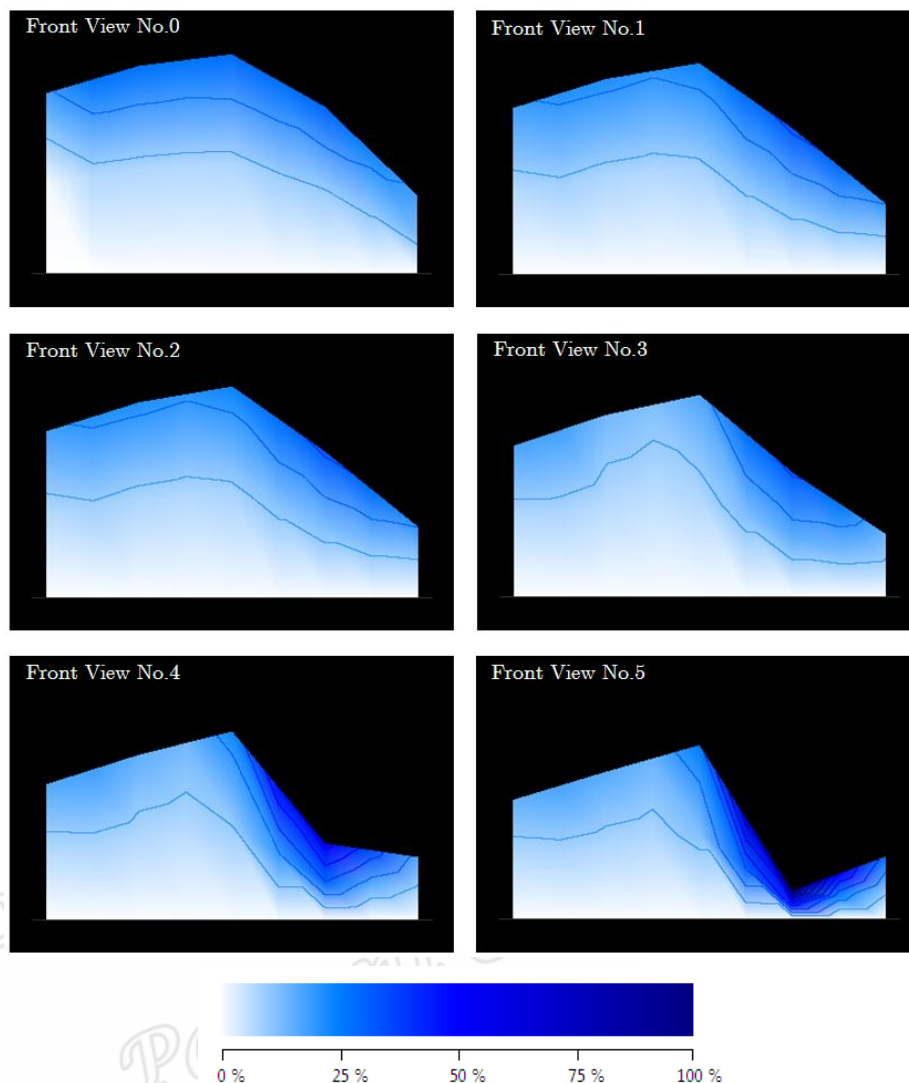 Front View No.0
Front View No.1
Front View No.2
Front View No.3
Front View No.4
Front View No.5
0 % 25 % 50 % 75 % 100 %